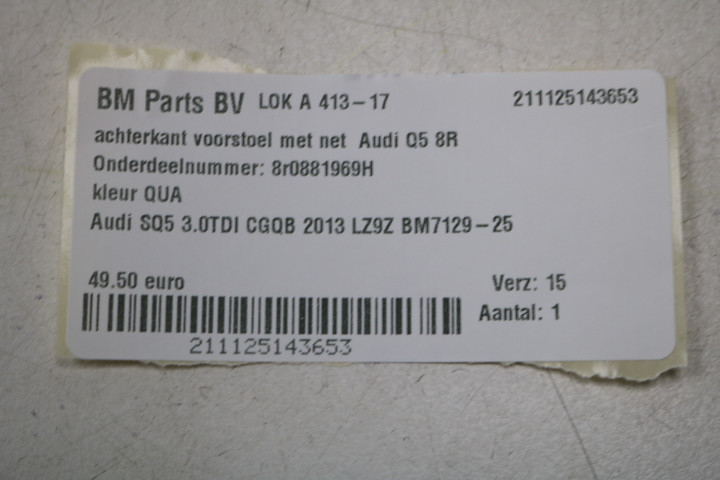 BM Parts BV LOK A 413-17 211125143653
achterkant voorstoel met net Audi Q5 8R
Onderdeelnummer: 8r0881969H
kleur QUA
Audi SQ5 3.0TDI CGQB 2013 LZ9Z BM7129-25
49.50 euro Verz: 15
Aantal: 1
211125143653